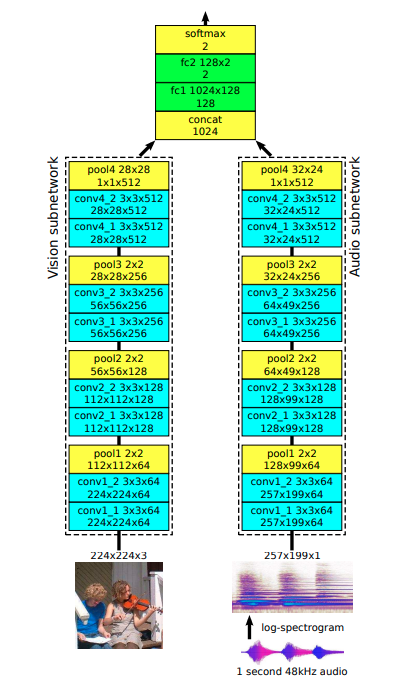 softmax
2
fc2 128x2
2
fc1 1024x128
128
concat
1024
Vision subnetwork
pool4 28x28
1x1x512
conv4_2 3x3x512
28x28x512
conv4_1 3x3x512
28x28x512
pool3 2x2
28x28x256
conv3_2 3x3x256
56x56x256
conv3_1 3x3x256
56x56x256
pool2 2x2
56x56x128
conv2_2 3x3x128
112x112x128
conv2_1 3x3x128
112x112x128
pool1 2x2
112x112x64
conv1_2 3x3x64
224x224x64
conv1_1 3x3x64
224x224x64
224x224x3
Audio subnetwork
pool4 32x24
1x1x512
conv4_2 3x3x512
32x24x512
conv4_1 3x3x512
32x24x512
pool3 2x2
32x24x256
conv3_2 3x3x256
64x49x256
conv3_1 3x3x256
64x49x256
pool2 2x2
64x49x128
conv2_2 3x3x128
128x99x128
conv2_1 3x3x128
128x99x128
pool1 2x2
128x99x64
conv1_2 3x3x64
257x199x64
conv1_1 3x3x64
257x199x64
257x199x1
log-spectrogram
1 second 48kHz audio